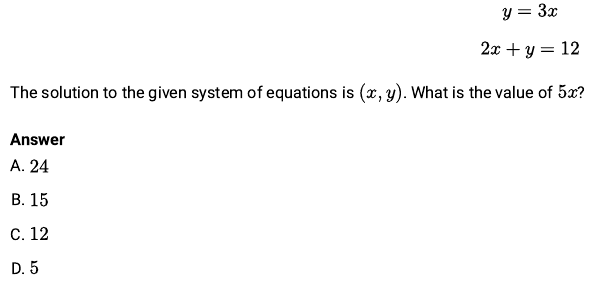 y = 3x
2x + y = 12
The solution to the given system of equations is (x, y). What is the value of 5x?
Answer
A. 24
B. 15
C. 12
D. 5